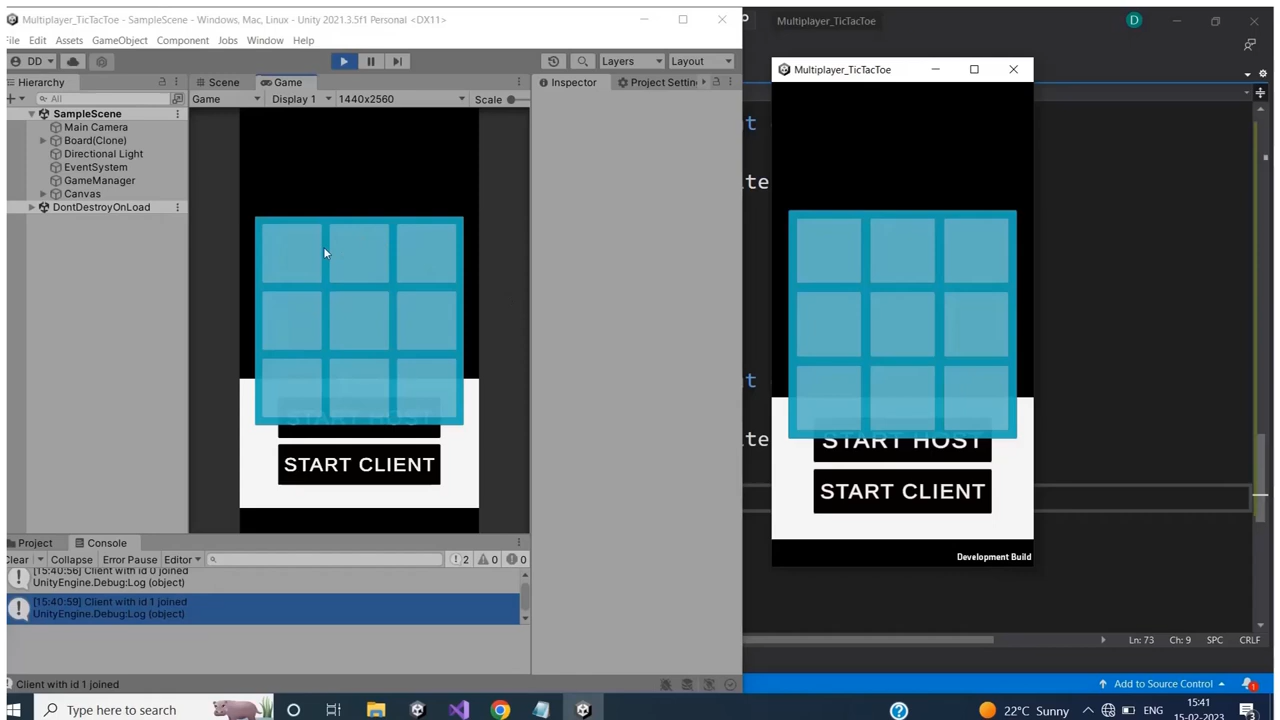 Multiplayer_TicTacToe - SampleScene - Windows, Mac, Linux - Unity 2021.3.5f1 Personal <DX11>
File Edit Assets GameObject Component Jobs Window Help
DD Layers Layout
Hierarchy Scene Game Inspector Project Settin
All Game Display 1 1440x2560 Scale
SampleScene
Main Camera
Board(Clone)
Directional Light
EventSystem
GameManager
Canvas
DontDestroyOnLoad
START HOST
START CLIENT
Project Console
Clear Collapse Error Pause Editor 2 0 0
[15:40:56] Client with id 0 joined
UnityEngine.Debug:Log (object)
[15:40:59] Client with id 1 joined
UnityEngine.Debug:Log (object)
Client with id 1 joined
Multiplayer_TicTacToe
D
Multiplayer_TicTacToe
START HOST
START CLIENT
Development Build
Ln: 73 Ch: 9 SPC CRLF
Add to Source Control 1
Type here to search
22°C Sunny ENG 15:41
15-02-2023 3